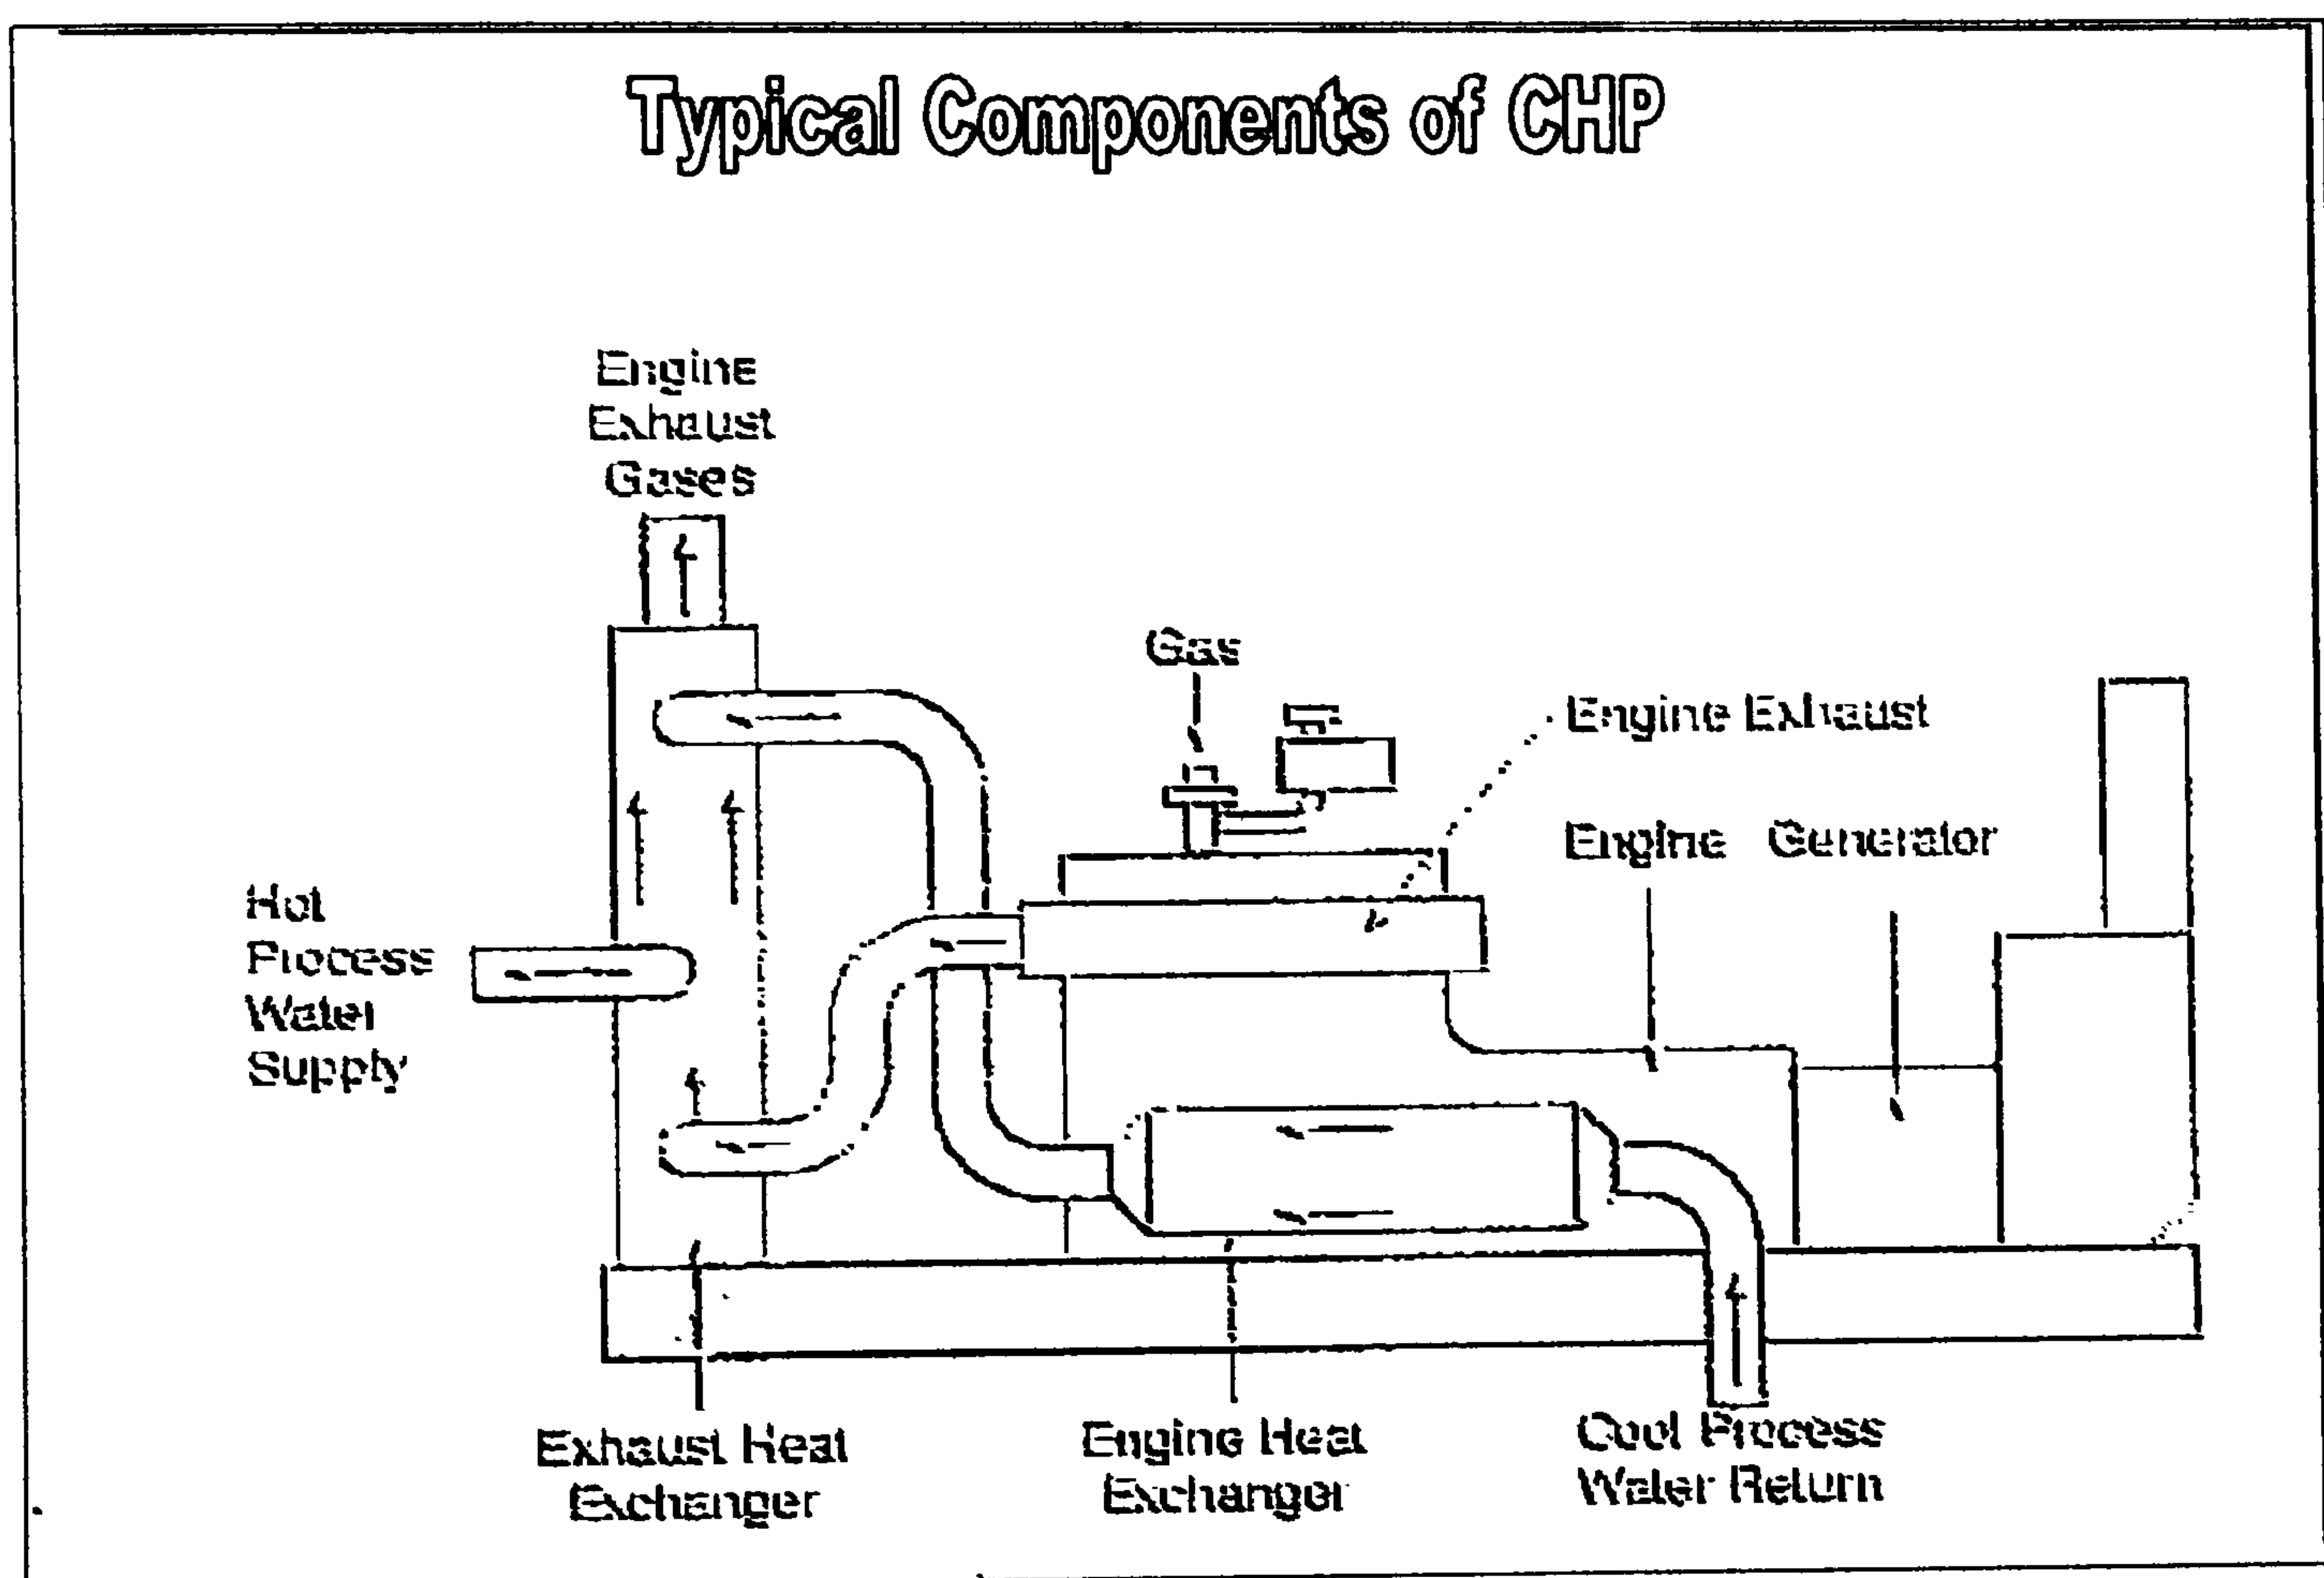 Typical Components of CHP
Engine
Exhaust
Gases
Gas
Engine Exhaust
Engine Generator
Hot
Process
Water
Supply
Exhaust Heat
Exchanger
Engine Heat
Exchanger
Cool Process
Water Return